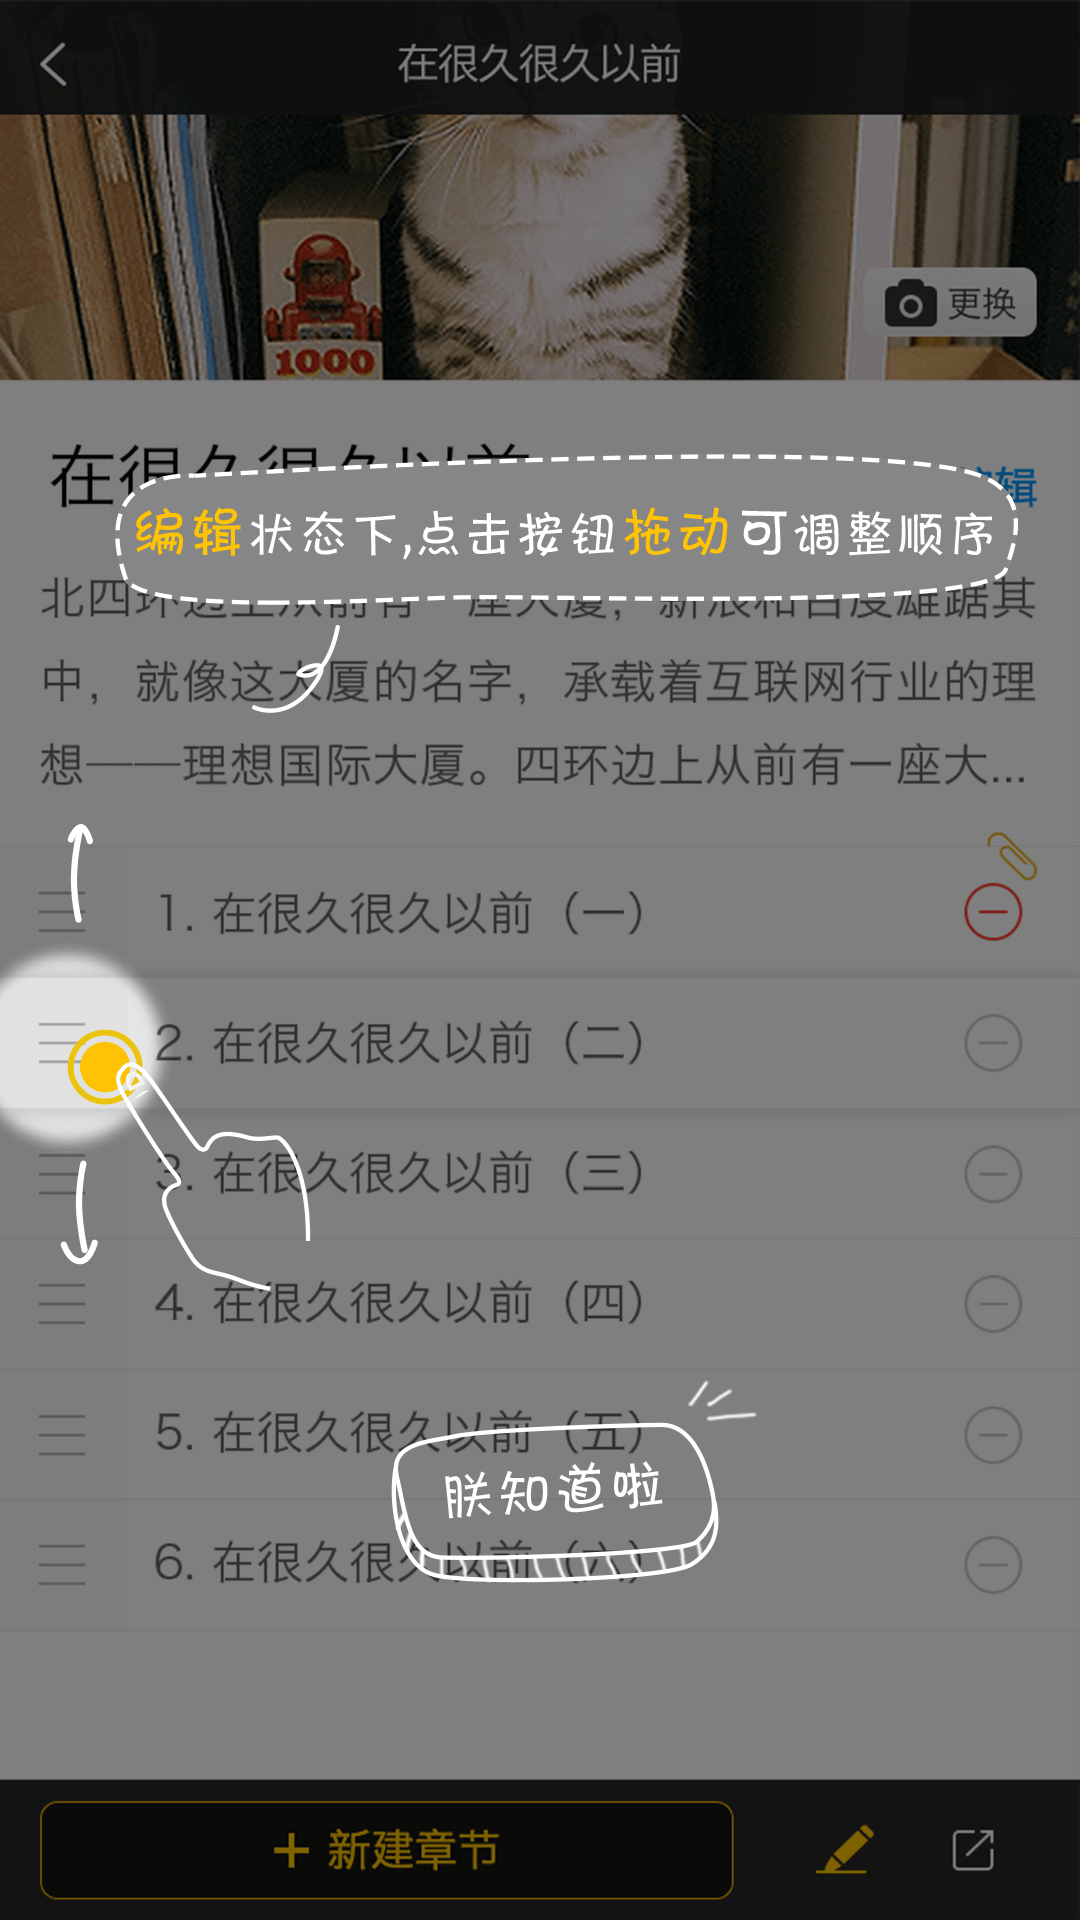 在很久很久以前
1000
更换
在很久很久以前
编辑
编辑状态下,点击按钮拖动可调整顺序
北四环边上从前有一座大厦，新浪和百度雄踞其
中，就像这大厦的名字，承载着互联网行业的理
想——理想国际大厦。四环边上从前有一座大...
1. 在很久很久以前（一）
2. 在很久很久以前（二）
3. 在很久很久以前（三）
4. 在很久很久以前（四）
5. 在很久很久以前（五）
朕知道啦
6. 在很久很久以前（六）
新建章节